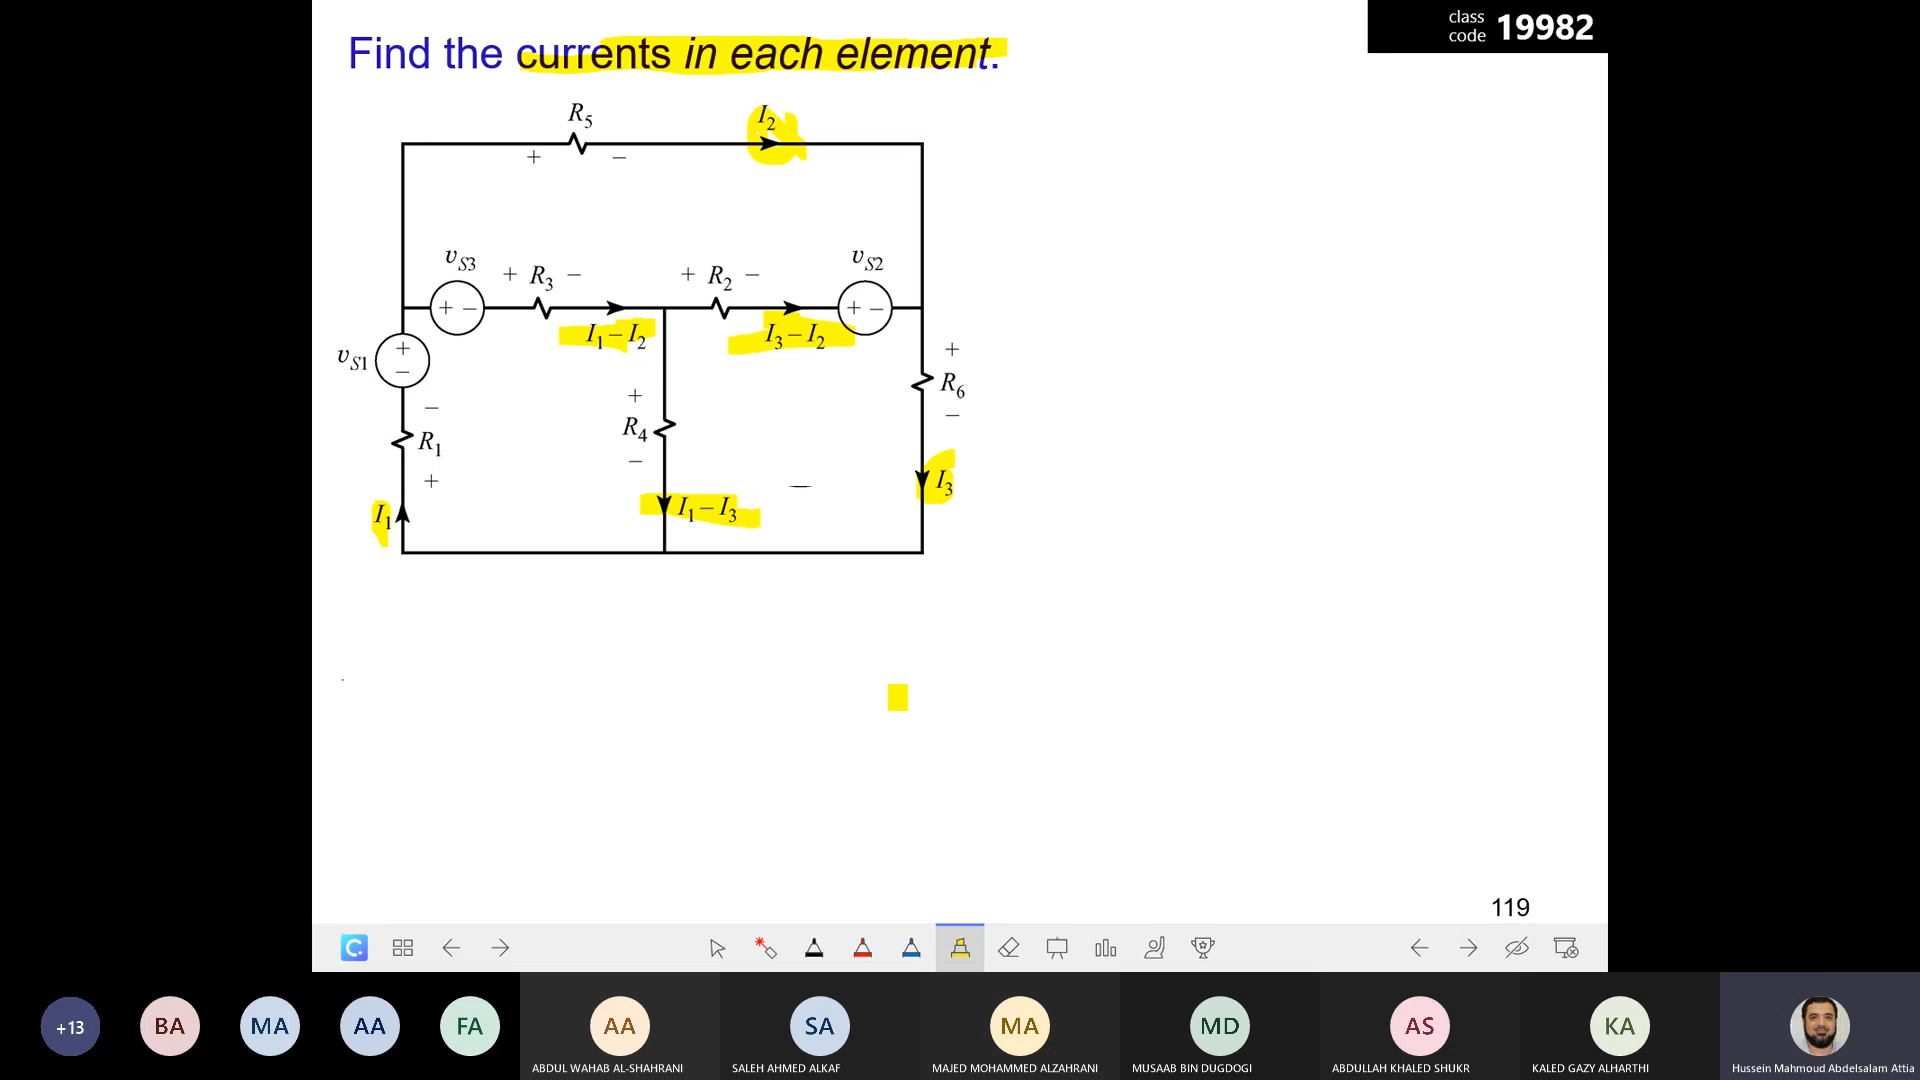 class
code 19982
Find the currents in each element.
R5
I2
+ −
vS3
+ R3 −
+ R2 −
vS2
+ −
+ −
I1 − I2
I3 − I2
vS1
+
−
+
R6
−
−
R1
+
+
R4
−
I1
I1 − I3
I3
119
C
+13
BA
MA
AA
FA
AA
SA
MA
MD
AS
KA
ABDUL WAHAB AL-SHAHRANI
SALEH AHMED ALKAF
MAJED MOHAMMED ALZAHRANI
MUSAAB BIN DUGDOGI
ABDULLAH KHALED SHUKR
KALED GAZY ALHARTHI
Hussein Mahmoud Abdelsalam Attia